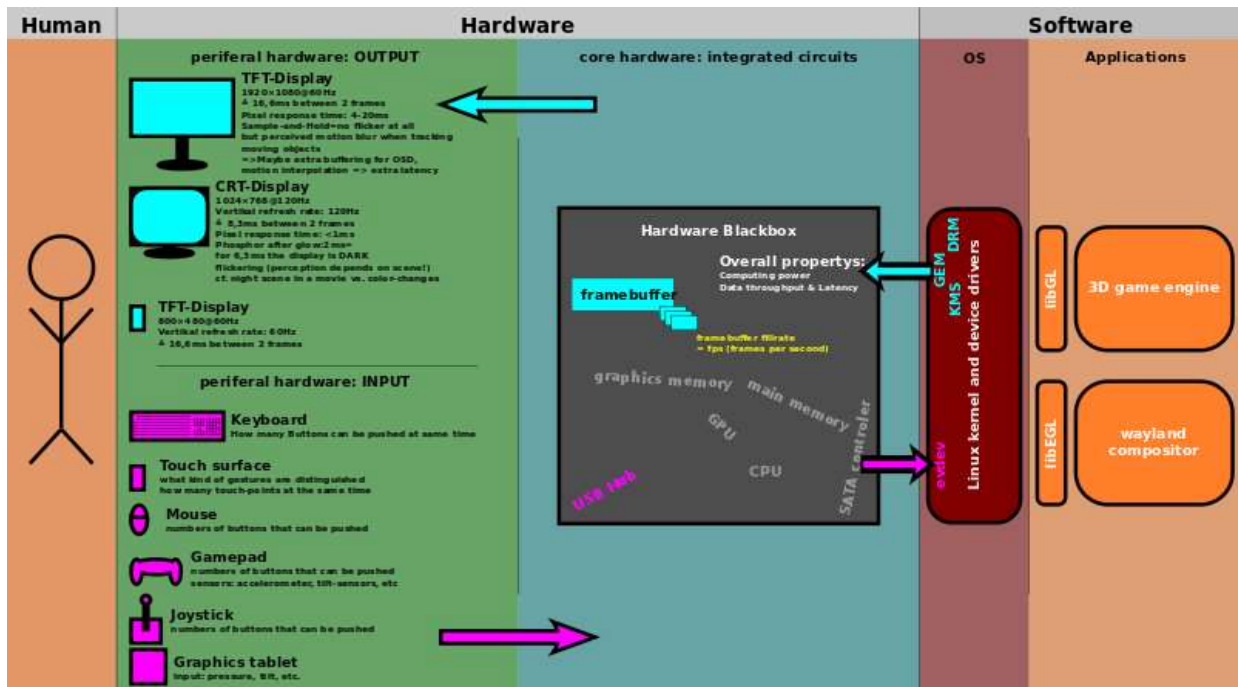 Human
Hardware
Software
periferal hardware: OUTPUT
core hardware: integrated circuits
OS
Applications
TFT-Display
1920×1080@60Hz
≙ 16,6ms between 2 frames
Pixel response time: 4-20ms
Sample-and-Hold=no flicker at all
but perceived motion blur when tracking
moving objects
=>Maybe extra buffering for OSD,
motion interpolation => extralatency
CRT-Display
1024×768@120Hz
Vertikal refresh rate: 120Hz
≙ 8,3ms between 2 frames
Pixel response time: <1ms
Phosphor after glow:2ms=
for 6,3ms the display is DARK
flickering (perception depends on scene!)
cf. night scene in a movie vs. color-changes
TFT-Display
800×480@60Hz
Vertikal refresh rate: 60Hz
≙ 16,6ms between 2 frames
periferal hardware: INPUT
Keyboard
How many Buttons can be pushed at same time
Touch surface
what kind of gestures are distinguished
how many touch-points at the same time
Mouse
numbers of buttons that can be pushed
Gamepad
numbers of buttons that can be pushed
sensors: accelerometer, tilt-sensors, etc
Joystick
numbers of buttons that can be pushed
Graphics tablet
input: pressure, tilt, etc.
Hardware Blackbox
Overall propertys:
Computing power
Data throughput & Latency
framebuffer
framebuffer fillrate
= fps (frames per second)
graphics memory
main memory
GPU
CPU
SATA controler
USB Hub
GEM
DRM
KMS
evdev
Linux kernel and device drivers
libGL
3D game engine
libEGL
wayland
compositor